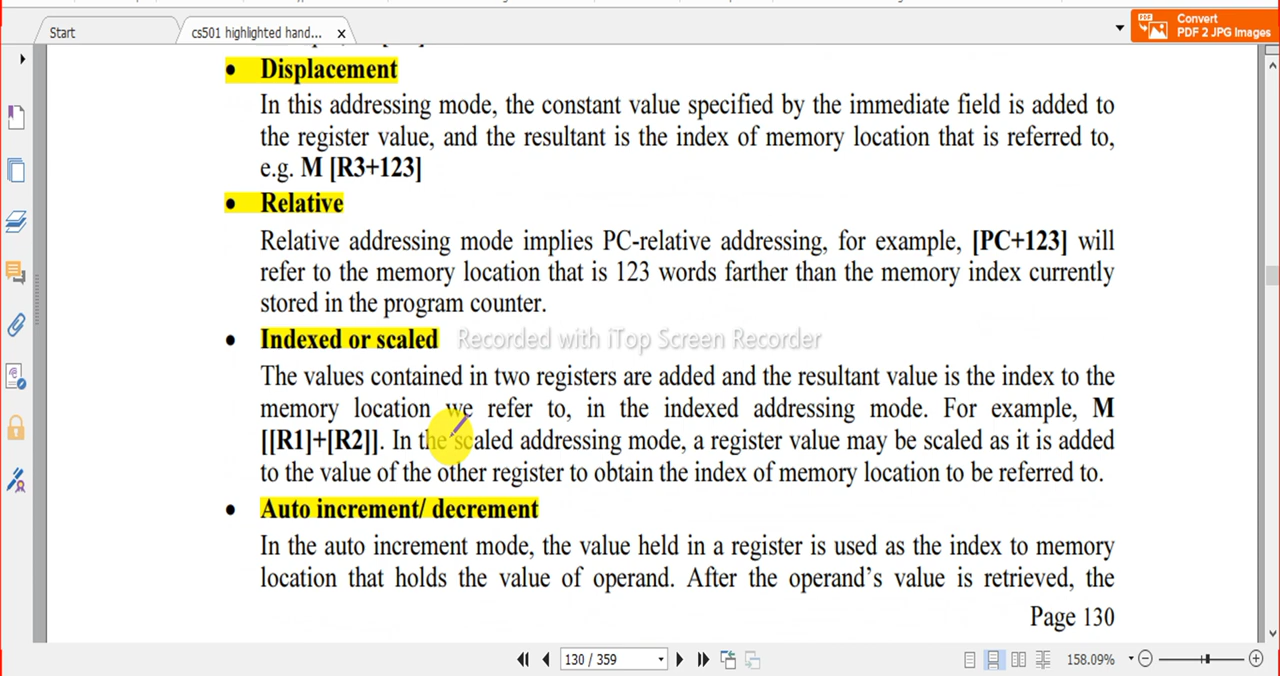 Start
cs501 highlighted hand... x
Convert
PDF 2 JPG Images
PDF
• Displacement
In this addressing mode, the constant value specified by the immediate field is added to
the register value, and the resultant is the index of memory location that is referred to,
e.g. M [R3+123]
• Relative
Relative addressing mode implies PC-relative addressing, for example, [PC+123] will
refer to the memory location that is 123 words farther than the memory index currently
stored in the program counter.
• Indexed or scaled
Recorded with iTop Screen Recorder
The values contained in two registers are added and the resultant value is the index to the
memory location we refer to, in the indexed addressing mode. For example, M
[[R1]+[R2]]. In the scaled addressing mode, a register value may be scaled as it is added
to the value of the other register to obtain the index of memory location to be referred to.
• Auto increment/ decrement
In the auto increment mode, the value held in a register is used as the index to memory
location that holds the value of operand. After the operand's value is retrieved, the
Page 130
130 / 359
158.09%